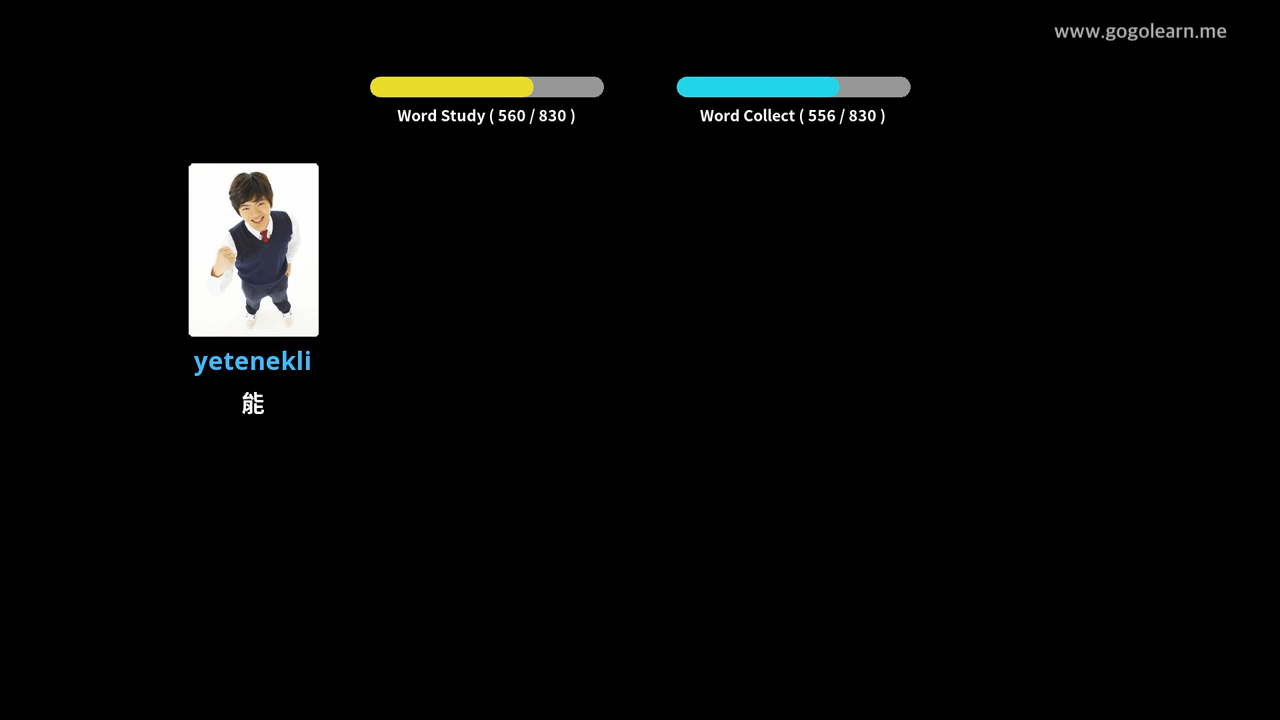 www.gogolearn.me
Word Study ( 560 / 830 )
Word Collect ( 556 / 830 )
yetenekli
能